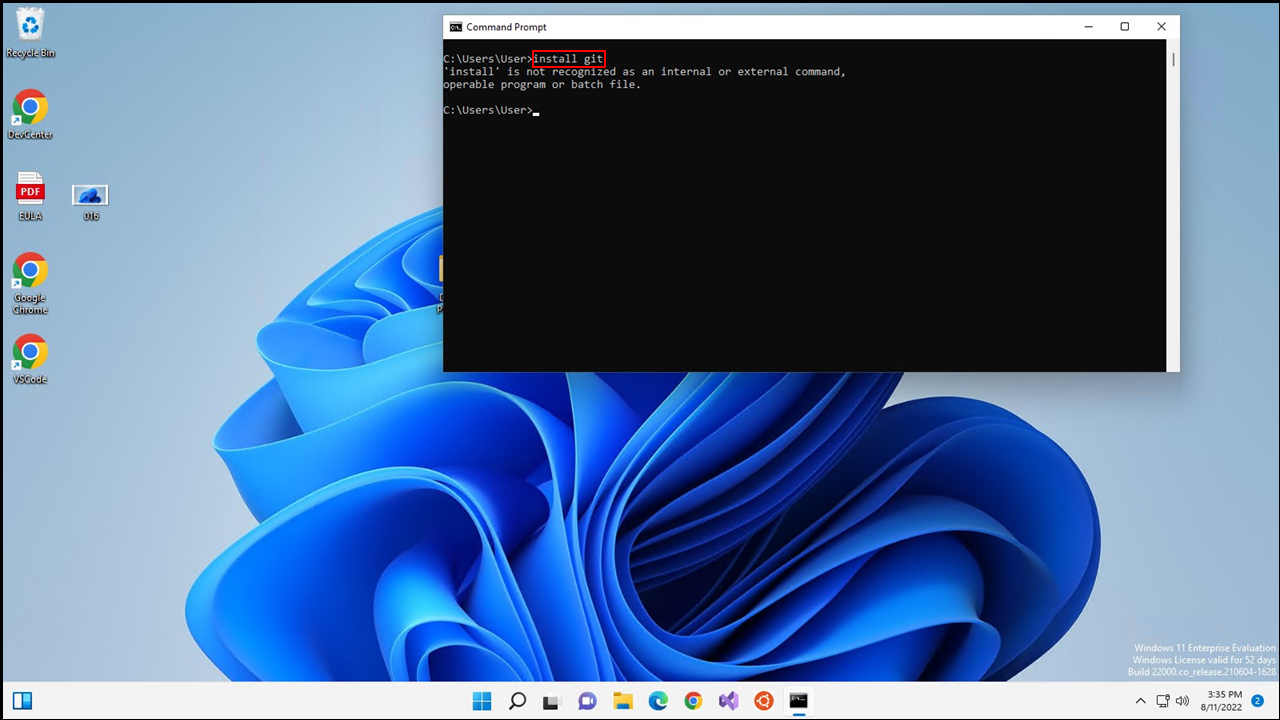 Recycle Bin
DevCenter
PDF
EULA
016
Google
Chrome
VSCode
Command Prompt
C:\Users\User>install git
'install' is not recognized as an internal or external command,
operable program or batch file.
C:\Users\User>
Windows 11 Enterprise Evaluation
Windows License valid for 52 days
Build 22000.co_release.210604-1628
3:35 PM
8/11/2022
2